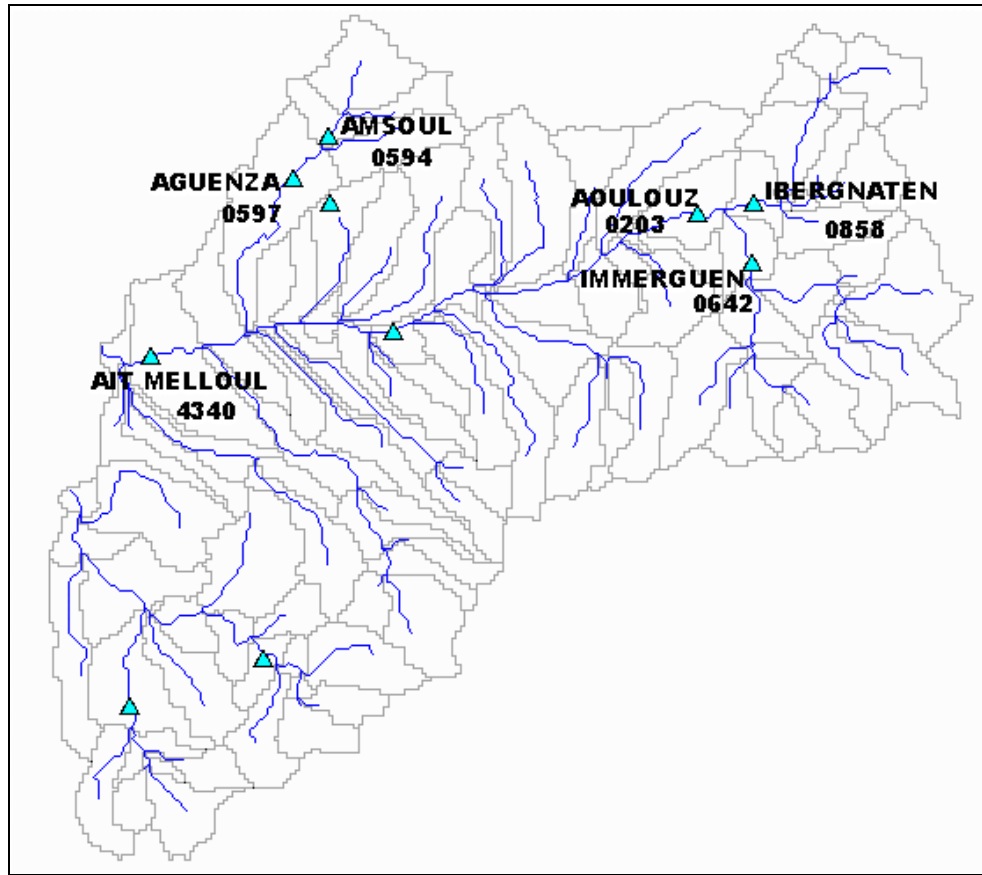 AMSOUL
0594
AGUENZA
0597
AOULOUZ
0203
IBERGNATEN
0858
IMMERGUEN
0642
AIT MELLOUL
4340